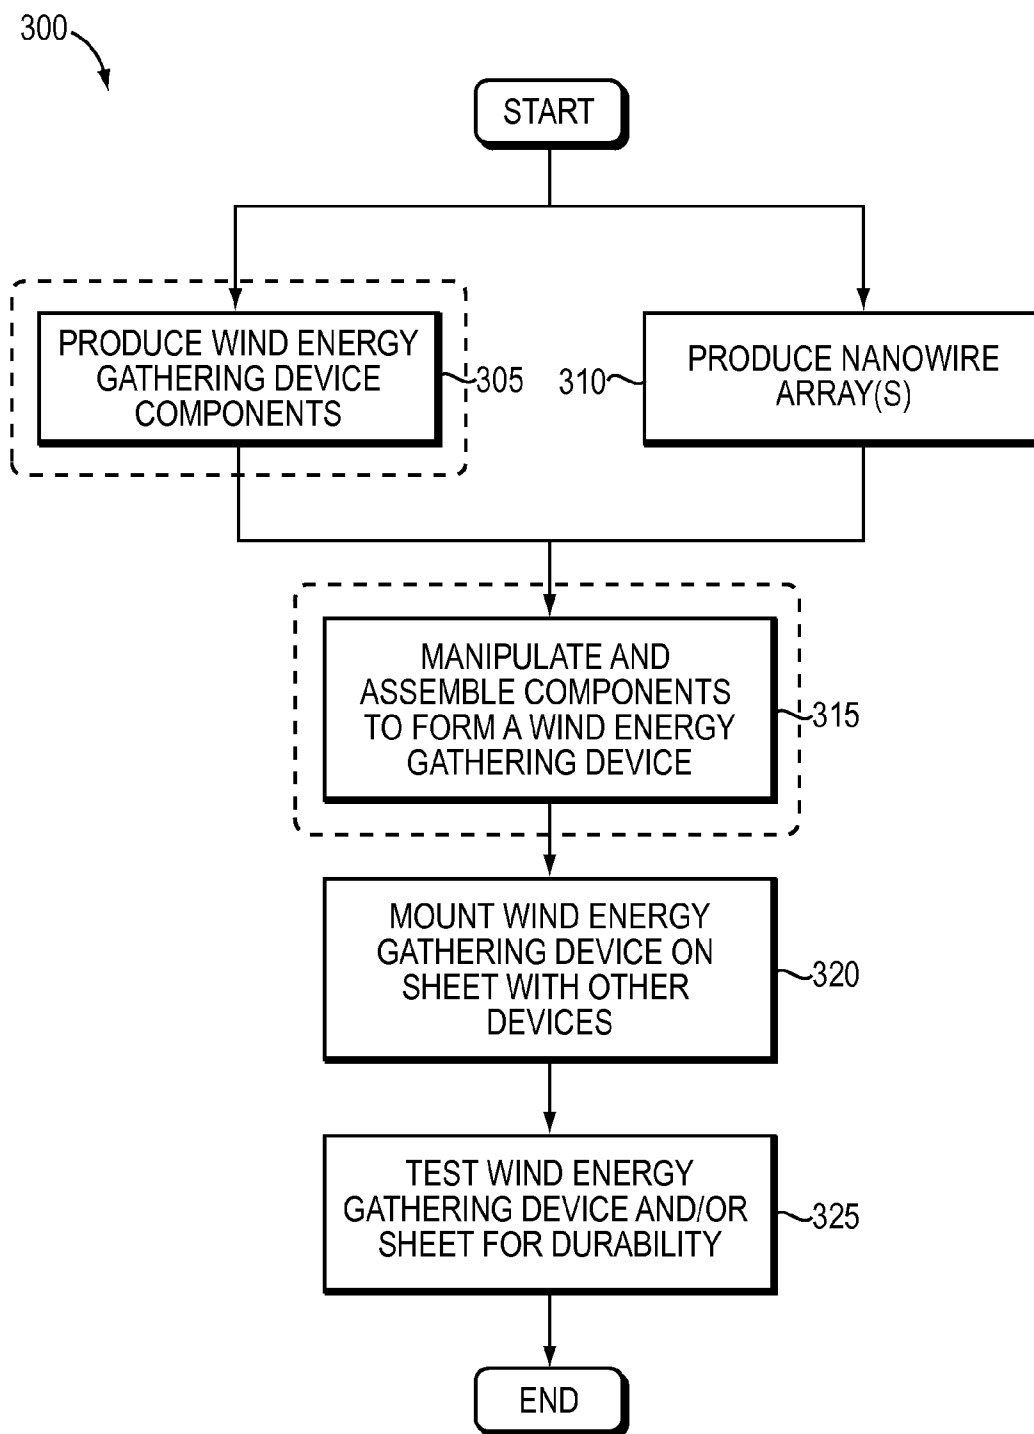 300
START
PRODUCE WIND ENERGY
GATHERING DEVICE
COMPONENTS
305
310
PRODUCE NANOWIRE
ARRAY(S)
MANIPULATE AND
ASSEMBLE COMPONENTS
TO FORM A WIND ENERGY
GATHERING DEVICE
315
MOUNT WIND ENERGY
GATHERING DEVICE ON
SHEET WITH OTHER
DEVICES
320
TEST WIND ENERGY
GATHERING DEVICE AND/OR
SHEET FOR DURABILITY
325
END